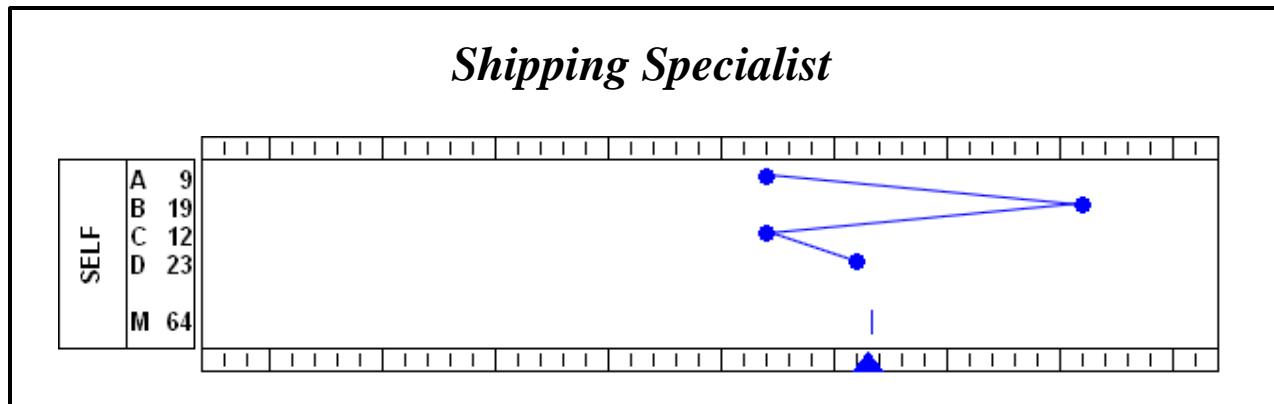 Shipping Specialist
SELF
A 9
B 19
C 12
D 23
M 64